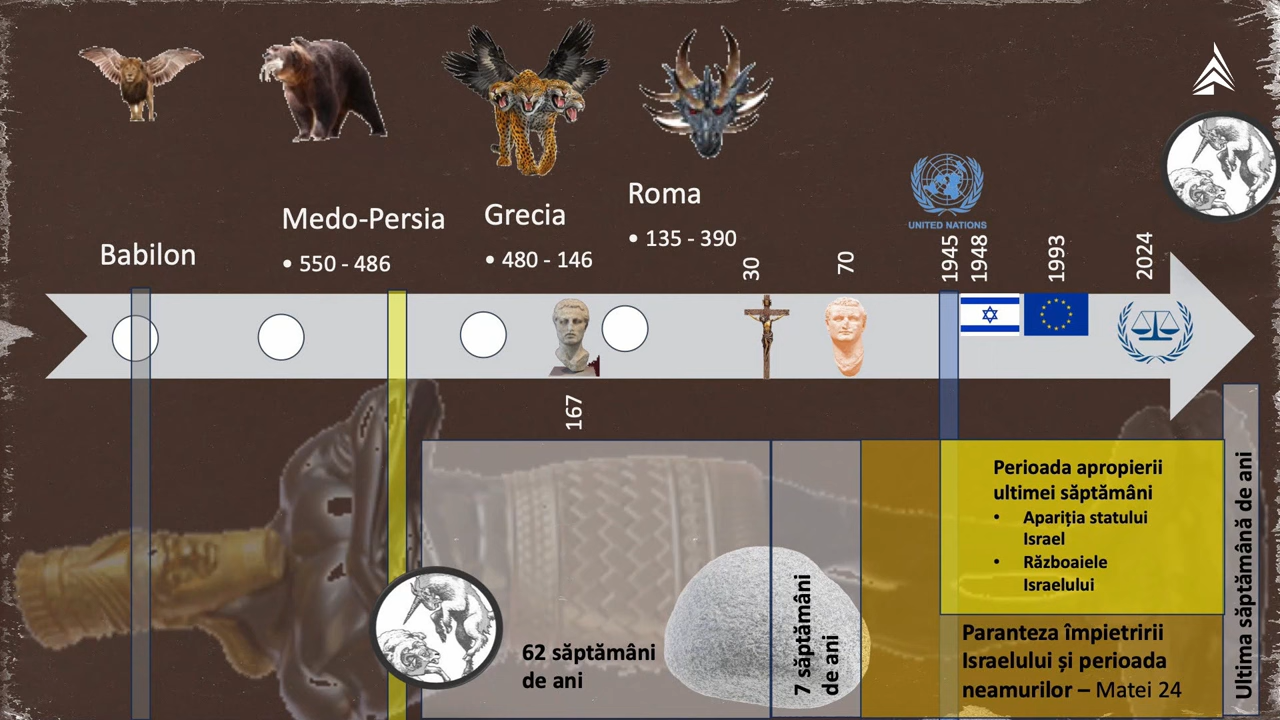 Babilon
Medo-Persia
• 550 - 486
Grecia
• 480 - 146
Roma
• 135 - 390
UNITED NATIONS
30
70
1945
1948
1993
2024
167
62 săptămâni
de ani
7 săptămâni
de ani
Perioada apropierii
ultimei săptămâni
• Apariția statului
Israel
• Războaiele
Israelului
Paranteza împietririi
Israelului și perioada
neamurilor – Matei 24
Ultima săptămână de ani